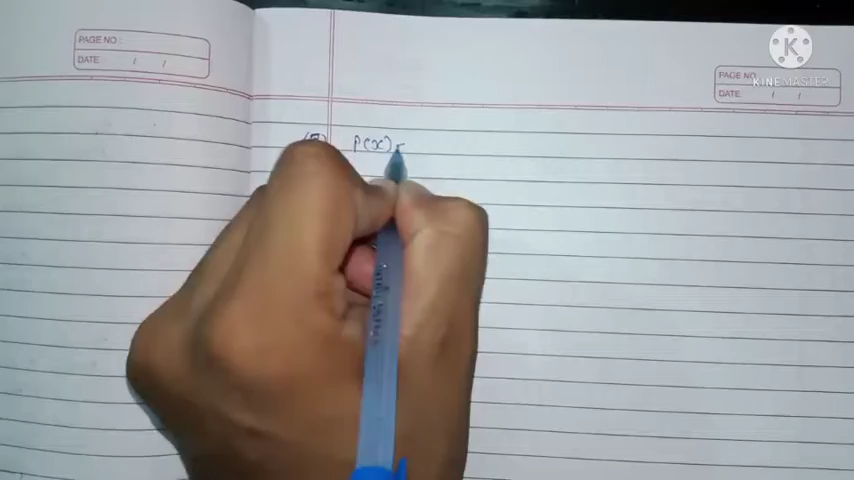 PAGE NO :
DATE / /
K
KINEMASTER
PAGE NO
DATE / /
P(x) =